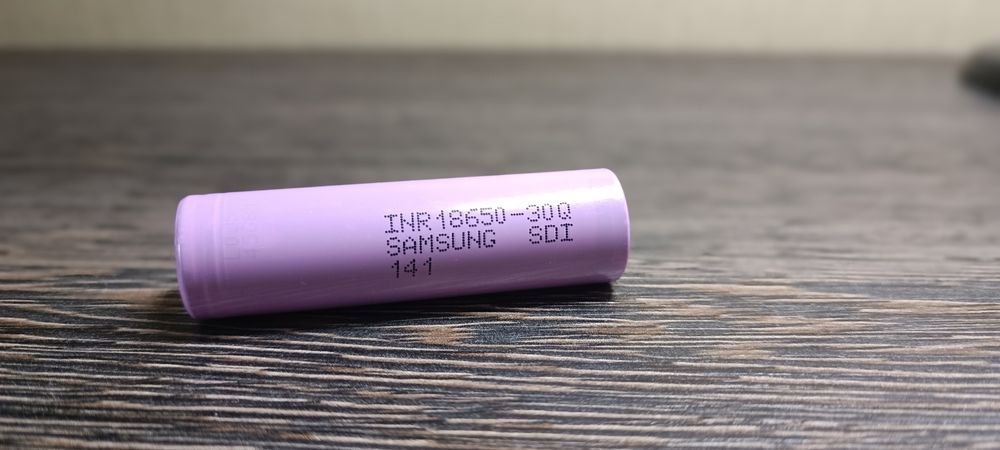 INR18650-30Q
SAMSUNG SDI
141